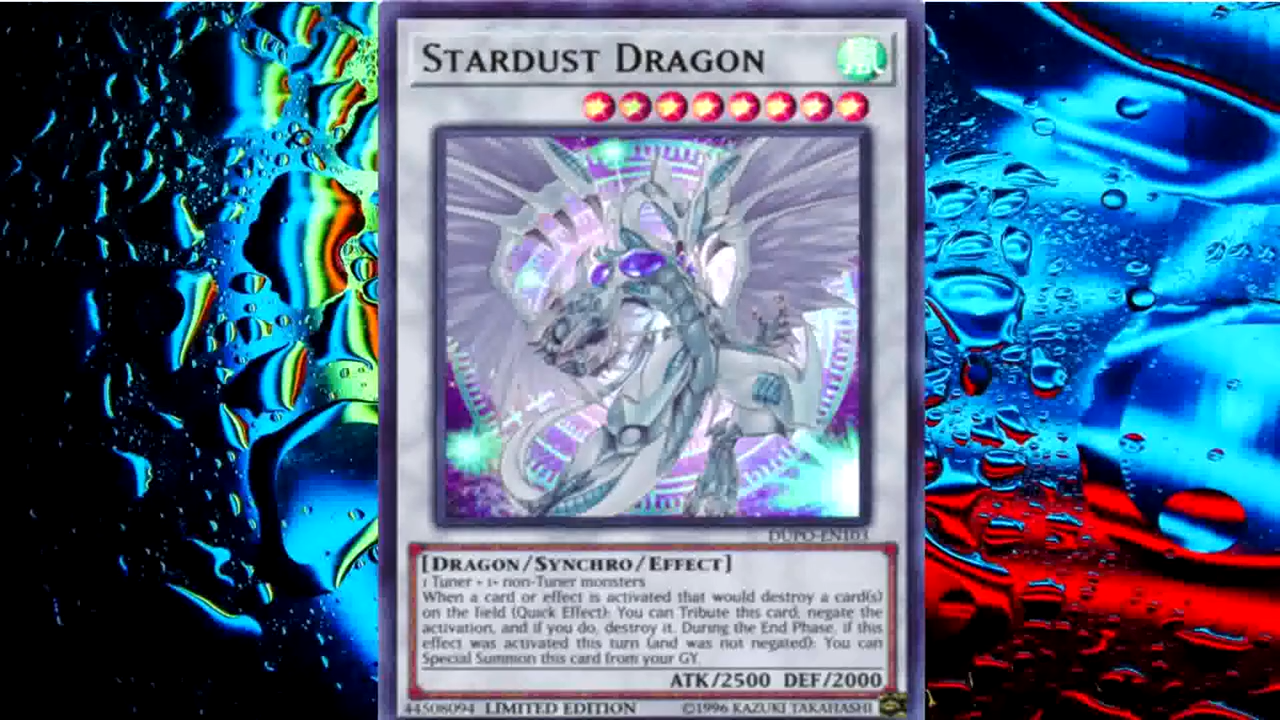 STARDUST DRAGON
DUPO-EN103
[DRAGON/SYNCHRO/EFFECT]
1 Tuner + 1+ non-Tuner monsters
When a card or effect is activated that would destroy a card(s)
on the field (Quick Effect): You can Tribute this card; negate the
activation, and if you do, destroy it. During the End Phase, if this
effect was activated this turn (and was not negated): You can
Special Summon this card from your GY.
ATK/2500 DEF/2000
44508094 LIMITED EDITION ©1996 KAZUKI TAKAHASHI